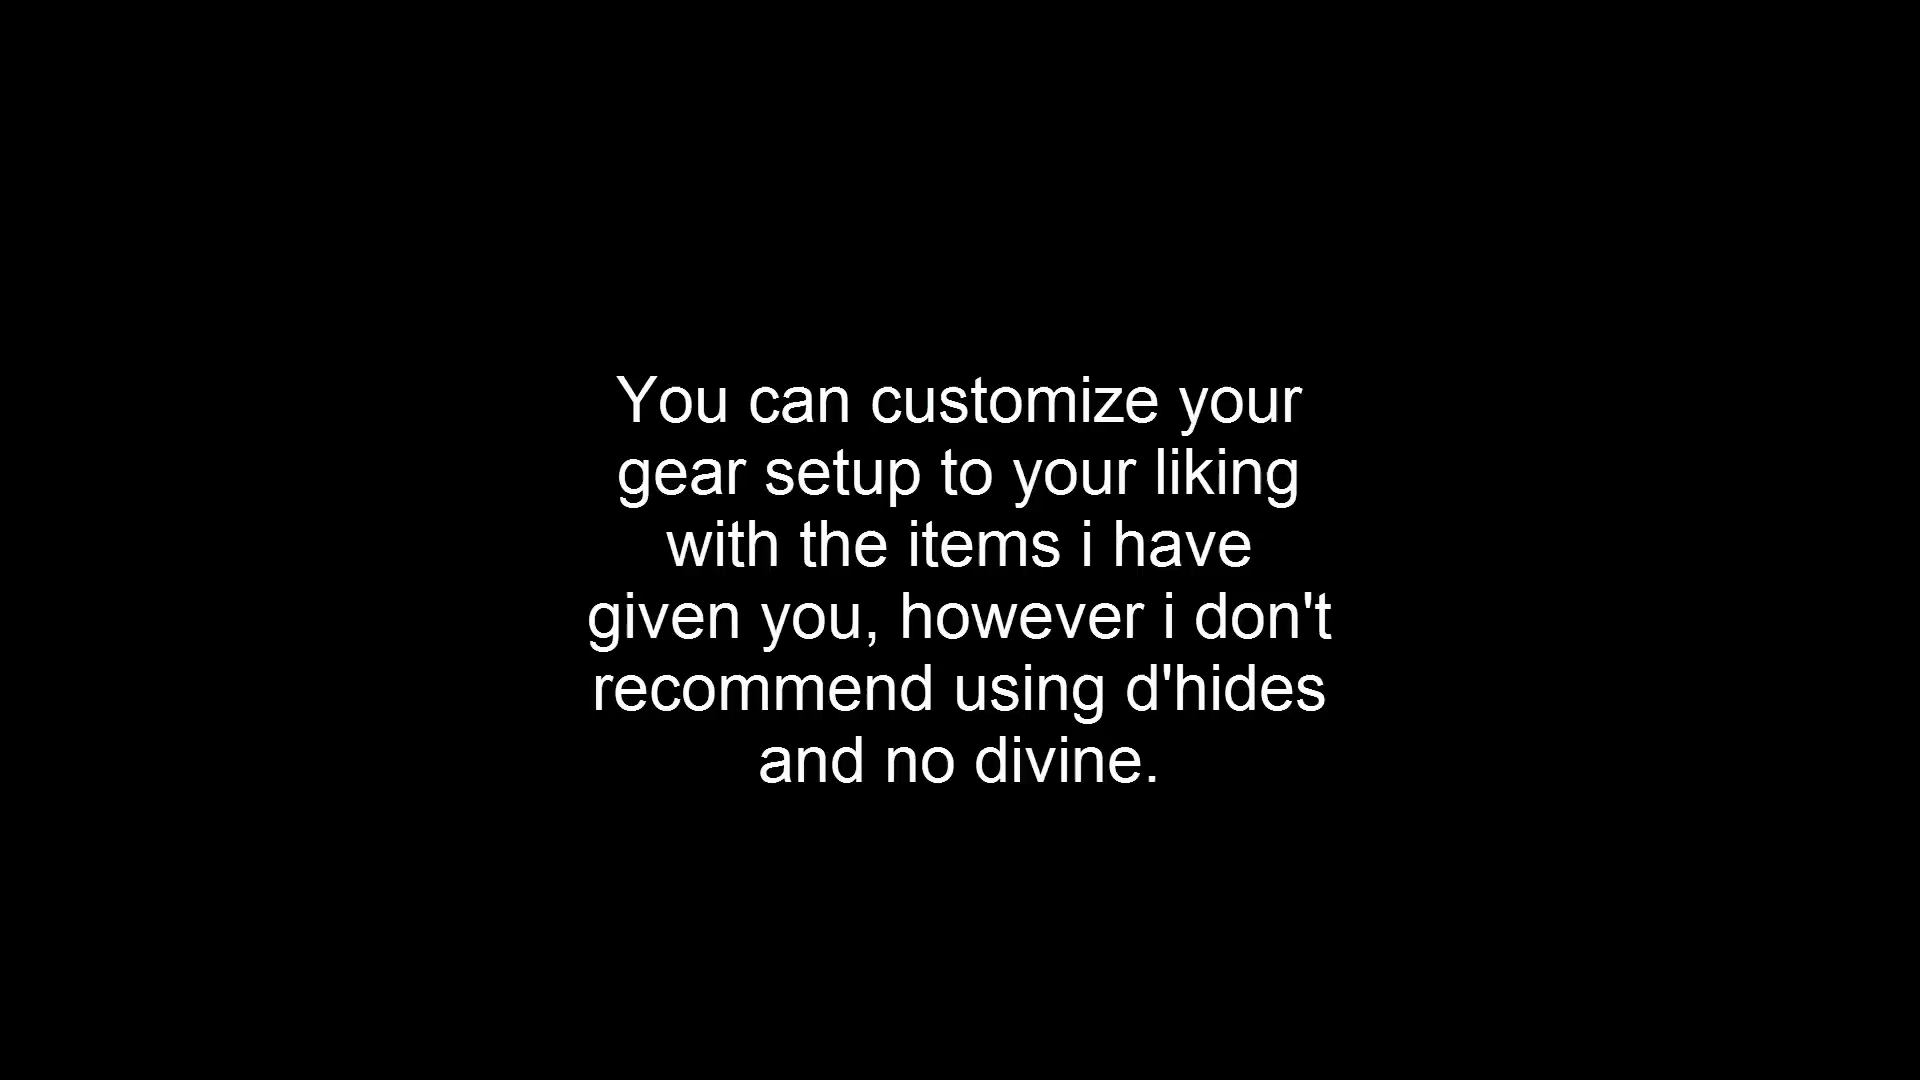 You can customize your
gear setup to your liking
with the items i have
given you, however i don't
recommend using d'hides
and no divine.